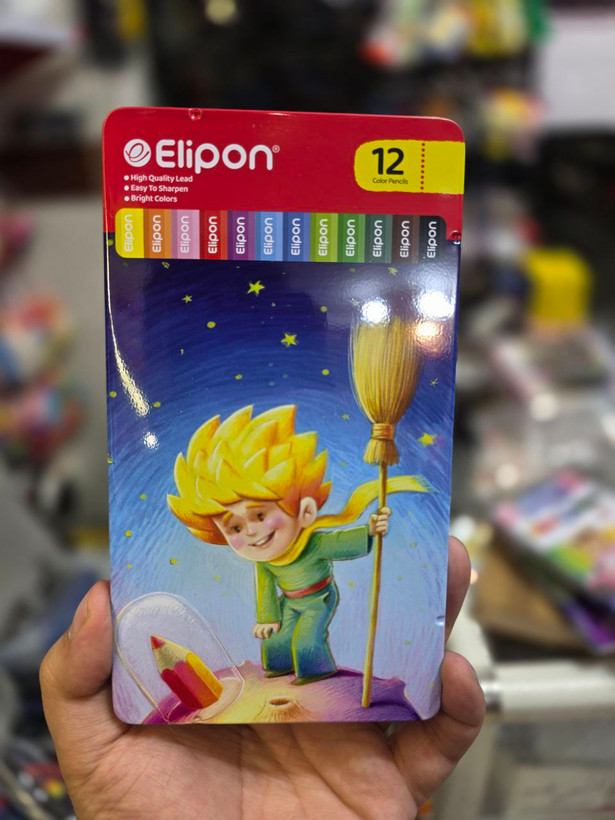 Elipon®
• High Quality Lead
• Easy To Sharpen
• Bright Colors
12
Color Pencils
Elipon
Elipon
Elipon
Elipon
Elipon
Elipon
Elipon
Elipon
Elipon
Elipon
Elipon
Elipon